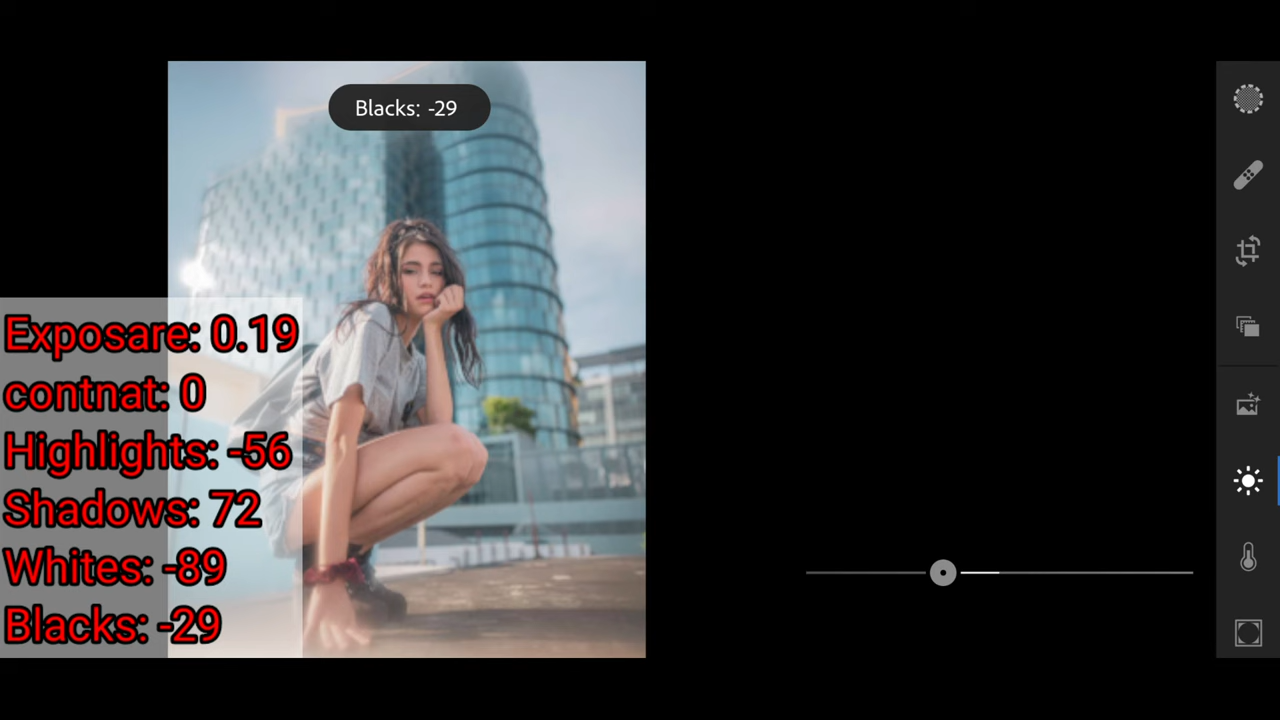 Blacks: -29
Exposare: 0.19
contnat: 0
Highlights: -56
Shadows: 72
Whites: -89
Blacks: -29